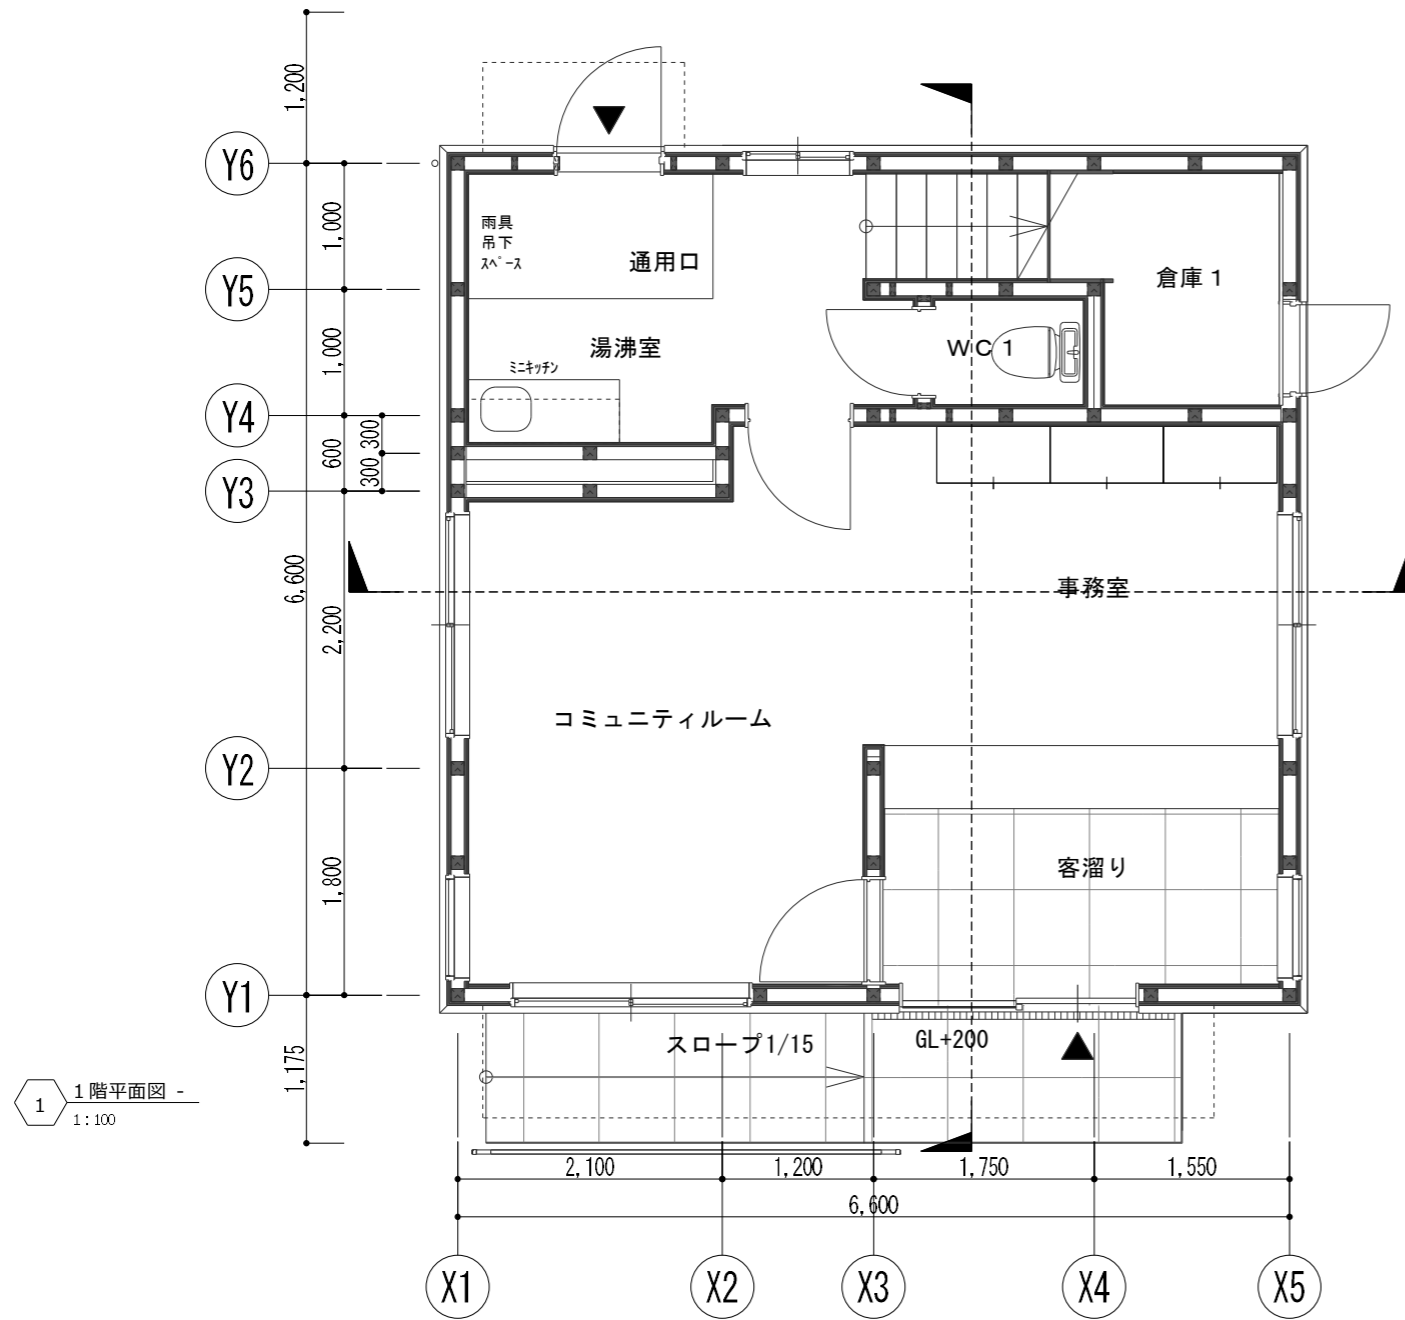 1,200
Y6
1,000
雨具
吊下
スペース
通用口
倉庫1
Y5
1,000
湯沸室
WC1
ミニキッチン
Y4
300
600
300
Y3
6,600
2,200
事務室
コミュニティルーム
Y2
1,800
客溜り
Y1
スロープ1/15
GL+200
1,175
1
1階平面図 -
1:100
2,100
1,200
1,750
1,550
6,600
X1
X2
X3
X4
X5